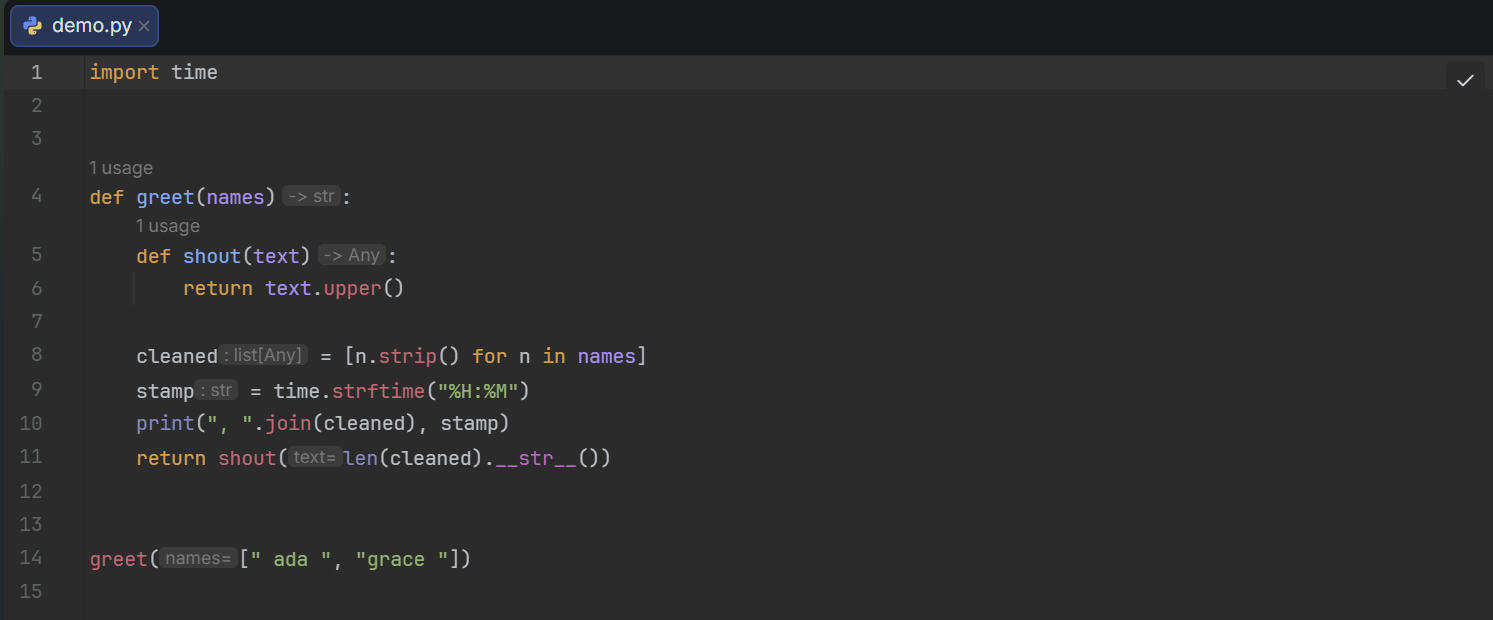 demo.py
1 import time
2
3
1 usage
4 def greet(names) -> str:
1 usage
5 def shout(text) -> Any:
6 return text.upper()
7
8 cleaned : list[Any] = [n.strip() for n in names]
9 stamp : str = time.strftime("%H:%M")
10 print(", ".join(cleaned), stamp)
11 return shout( text= len(cleaned).__str__())
12
13
14 greet( names= [" ada ", "grace "])
15